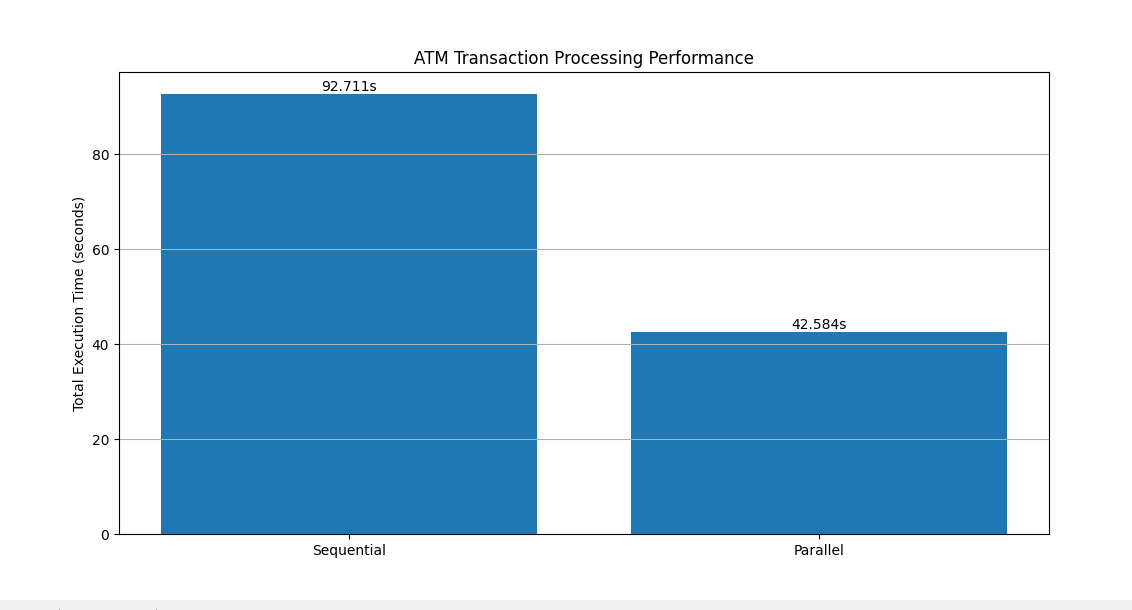 ATM Transaction Processing Performance
92.711s
42.584s
Total Execution Time (seconds)
80
60
40
20
0
Sequential
Parallel